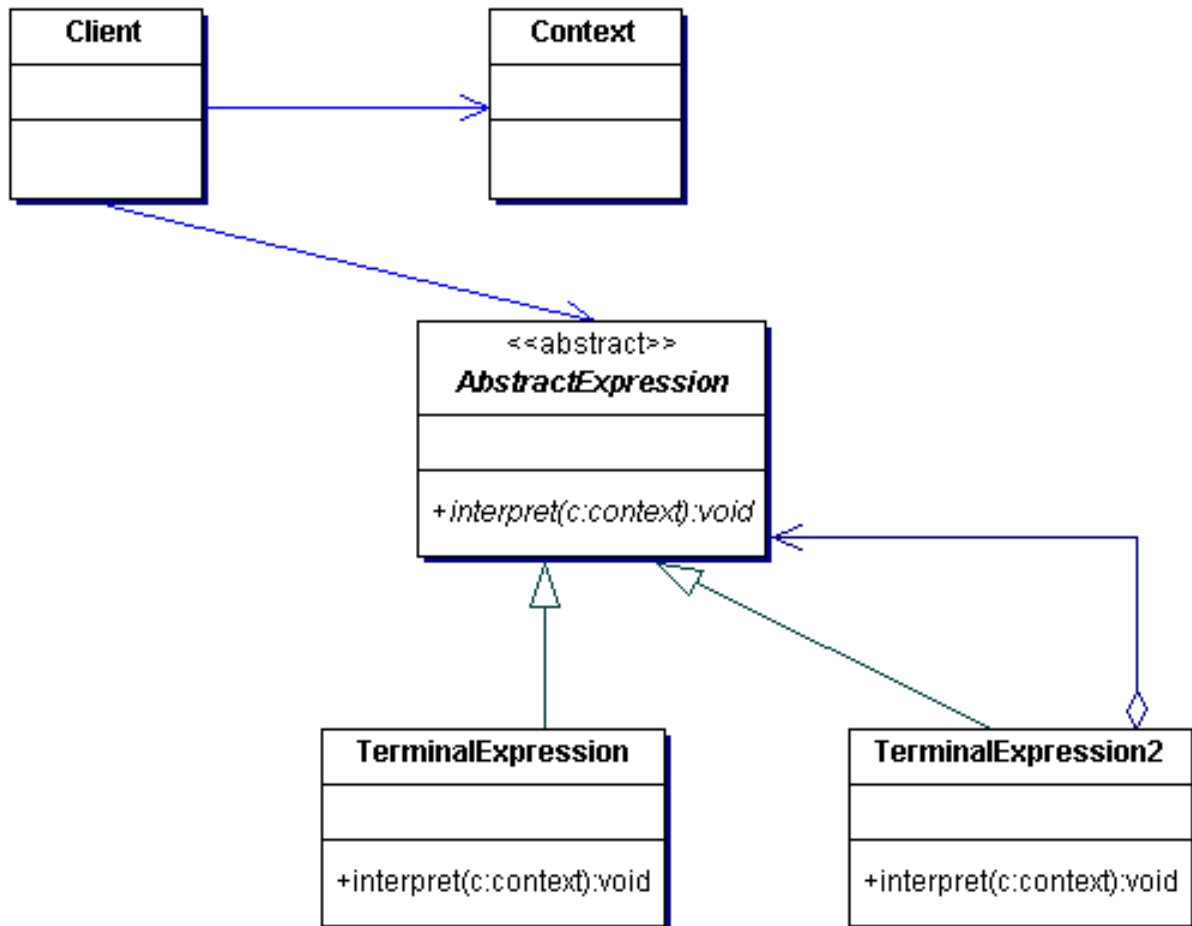 Client
Context
<<abstract>>
AbstractExpression
+interpret(c:context):void
TerminalExpression
+interpret(c:context):void
TerminalExpression2
+interpret(c:context):void